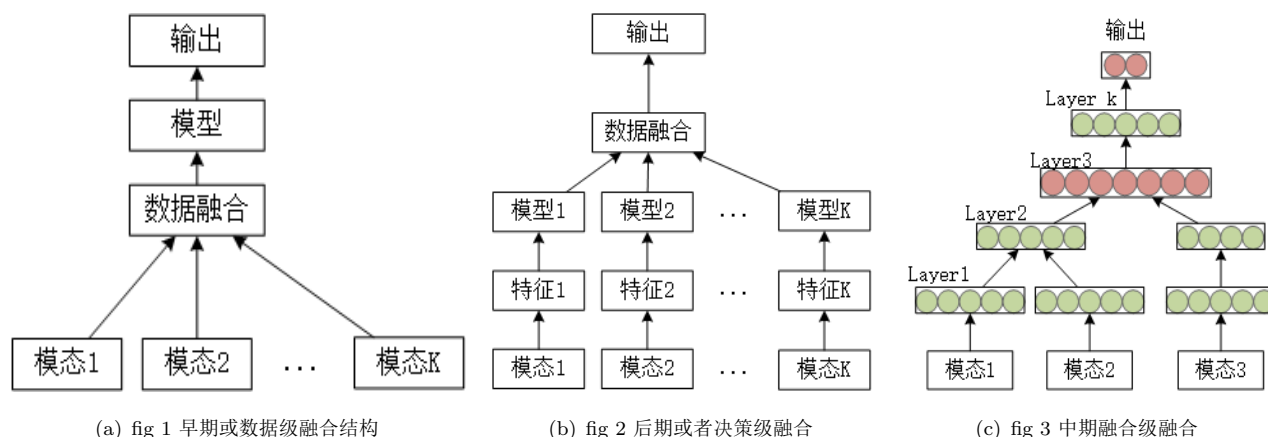 输出
模型
数据融合
模态1 模态2 ... 模态K
(a) fig 1 早期或数据级融合结构
输出
数据融合
模型1 模型2 ... 模型K
特征1 特征2 ... 特征K
模态1 模态2 ... 模态K
(b) fig 2 后期或者决策级融合
输出
Layer k
Layer3
Layer2
Layer1
模态1 模态2 模态3
(c) fig 3 中期融合级融合